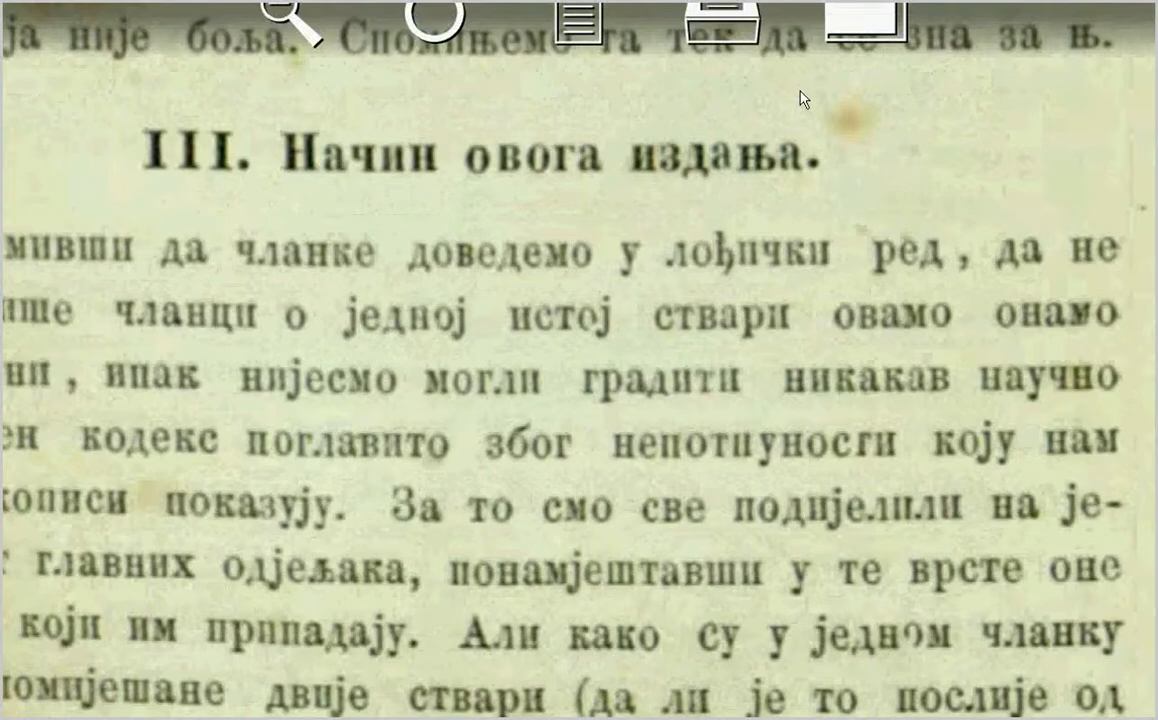 ја није боља. Спомињемо га тек да се зна за њ.
III. Начин овога издања.
мивши да чланке доведемо у лођички ред, да не
ише чланци о једној истој ствари овамо онамо
ни, ипак нијесмо могли градити никакав научно
ен кодекс поглавито због непотпуности коју нам
кописи показују. За то смо све подијелили на је-
главних одјељака, понамјештавши у те врсте оне
који им припадају. Али како су у једном чланку
помијешане двије ствари (да ли је то послије од